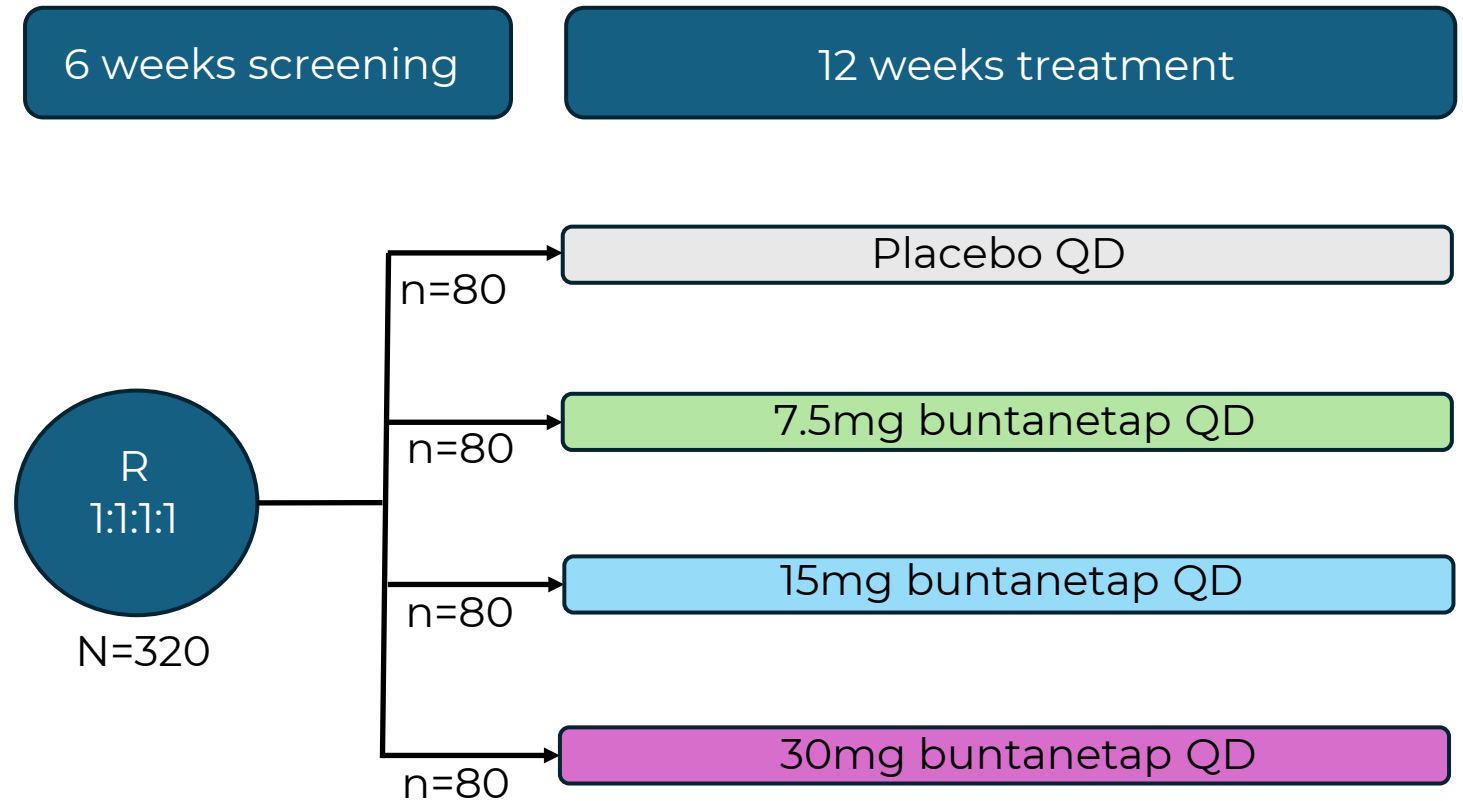 6 weeks screening
12 weeks treatment
Placebo QD
n=80
7.5mg buntanetap QD
n=80
R
1:1:1:1
N=320
15mg buntanetap QD
n=80
30mg buntanetap QD
n=80